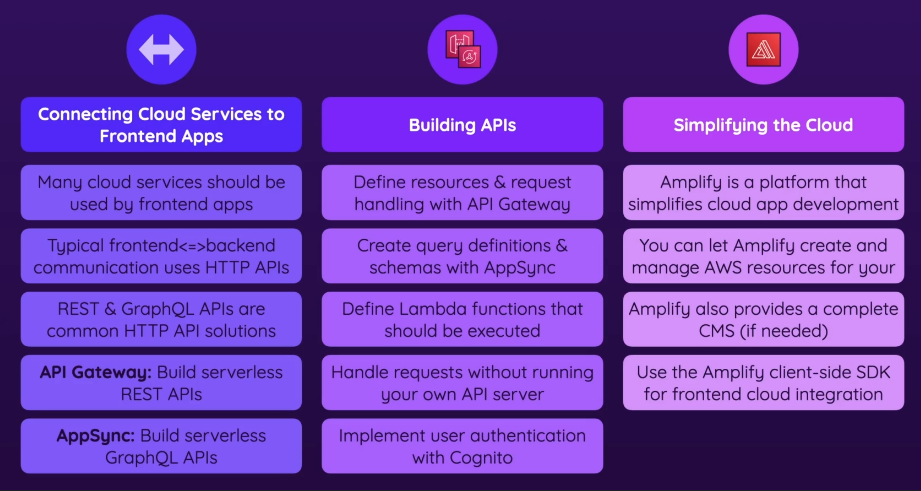 Connecting Cloud Services to
Frontend Apps
Many cloud services should be
used by frontend apps
Typical frontend<=>backend
communication uses HTTP APIs
REST & GraphQL APIs are
common HTTP API solutions
API Gateway: Build serverless
REST APIs
AppSync: Build serverless
GraphQL APIs
Building APIs
Define resources & request
handling with API Gateway
Create query definitions &
schemas with AppSync
Define Lambda functions that
should be executed
Handle requests without running
your own API server
Implement user authentication
with Cognito
Simplifying the Cloud
Amplify is a platform that
simplifies cloud app development
You can let Amplify create and
manage AWS resources for your
Amplify also provides a complete
CMS (if needed)
Use the Amplify client-side SDK
for frontend cloud integration